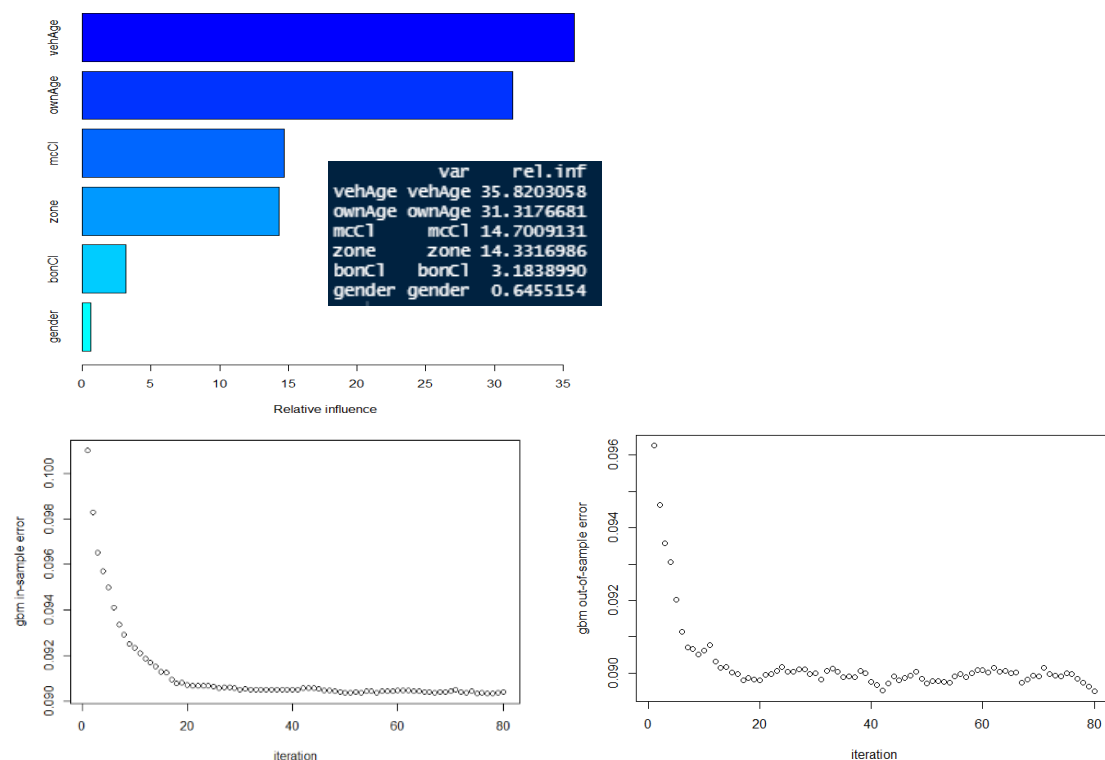 vehAge
ownAge
mcCl
zone
bonCl
gender
0 5 10 15 20 25 30 35
Relative influence
var rel.inf
vehAge vehAge 35.8203058
ownAge ownAge 31.3176681
mcCl mcCl 14.7009131
zone zone 14.3316986
bonCl bonCl 3.1838990
gender gender 0.6455154
gbm in-sample error
0.100
0.098
0.096
0.094
0.092
0.090
0 20 40 60 80
iteration
gbm out-of-sample error
0.096
0.094
0.092
0.090
0 20 40 60 80
iteration